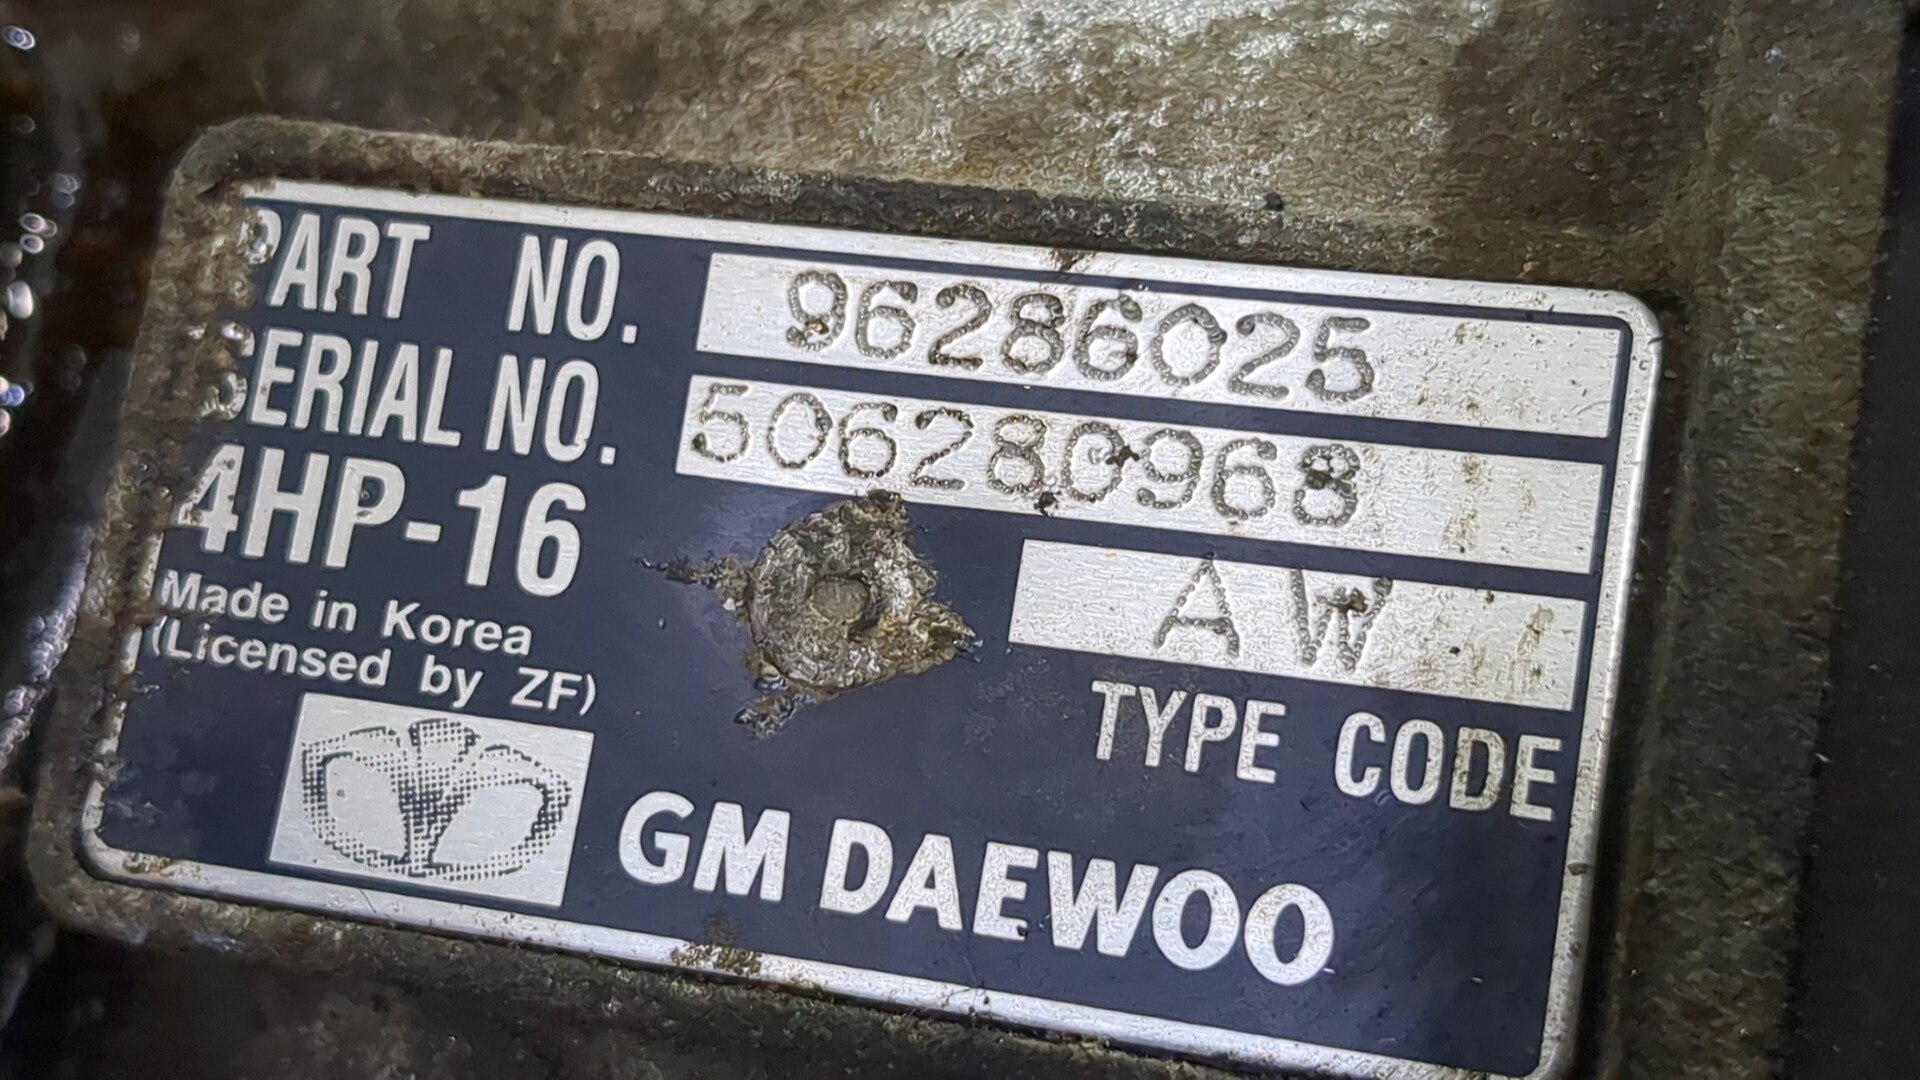 PART NO. 96286025
SERIAL NO. 506280968
4HP-16
AW
Made in Korea
(Licensed by ZF)
TYPE CODE
GM DAEWOO